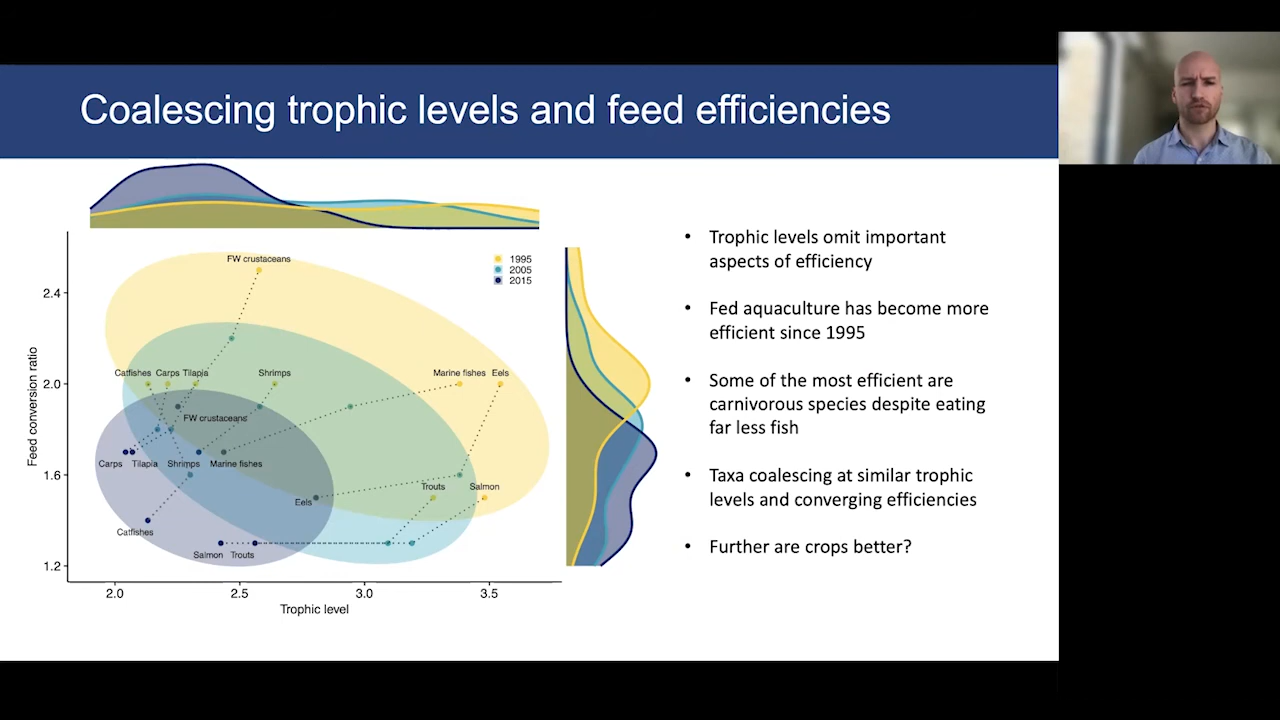 Coalescing trophic levels and feed efficiencies
FW crustaceans
1995
2005
2015
2.4
Catfishes Carps Tilapia
Shrimps
Marine fishes Eels
2.0
FW crustaceans
Feed conversion ratio
Carps Tilapia Shrimps Marine fishes
1.6
Trouts
Salmon
Eels
Catfishes
Salmon Trouts
1.2
2.0
2.5
3.0
3.5
Trophic level
• Trophic levels omit important
aspects of efficiency
• Fed aquaculture has become more
efficient since 1995
• Some of the most efficient are
carnivorous species despite eating
far less fish
• Taxa coalescing at similar trophic
levels and converging efficiencies
• Further are crops better?